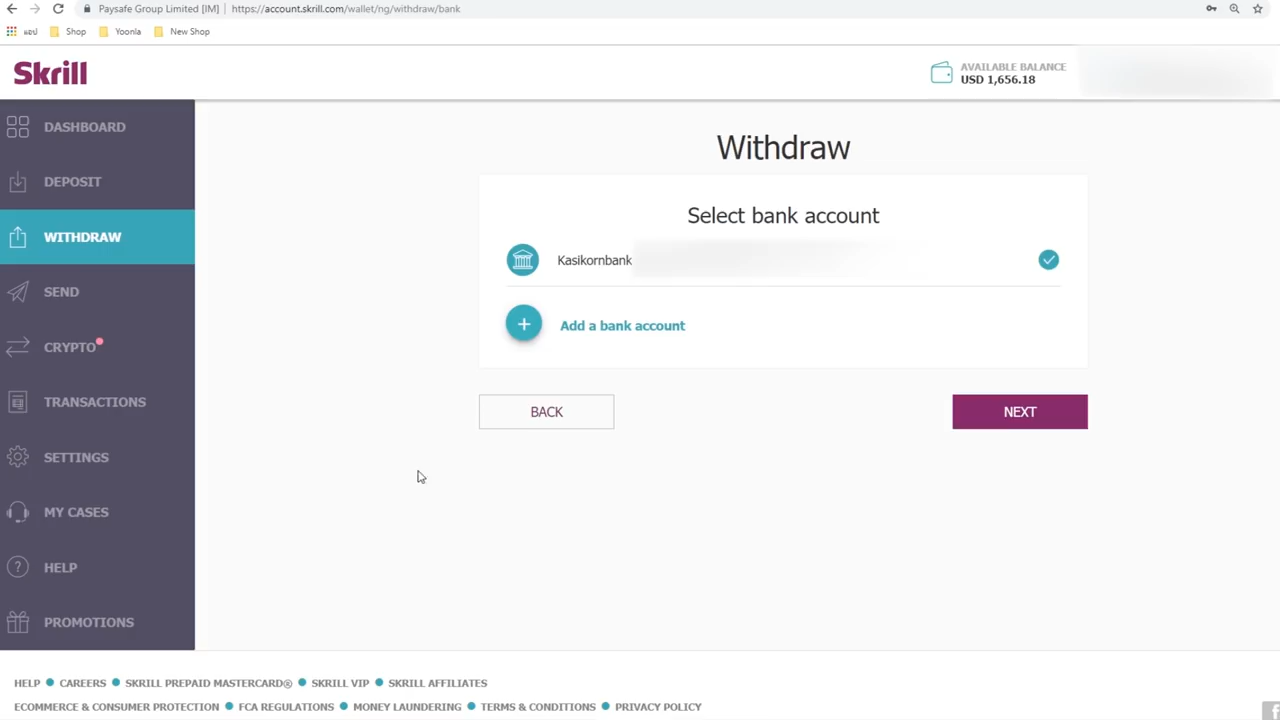 Paysafe Group Limited [IM] | https://account.skrill.com/wallet/ng/withdraw/bank
แอป Shop Yoonla New Shop
Skrill
AVAILABLE BALANCE
USD 1,656.18
DASHBOARD
DEPOSIT
WITHDRAW
SEND
CRYPTO
TRANSACTIONS
SETTINGS
MY CASES
HELP
PROMOTIONS
Withdraw
Select bank account
Kasikornbank
Add a bank account
BACK
NEXT
HELP CAREERS SKRILL PREPAID MASTERCARD® SKRILL VIP SKRILL AFFILIATES
ECOMMERCE & CONSUMER PROTECTION FCA REGULATIONS MONEY LAUNDERING TERMS & CONDITIONS PRIVACY POLICY